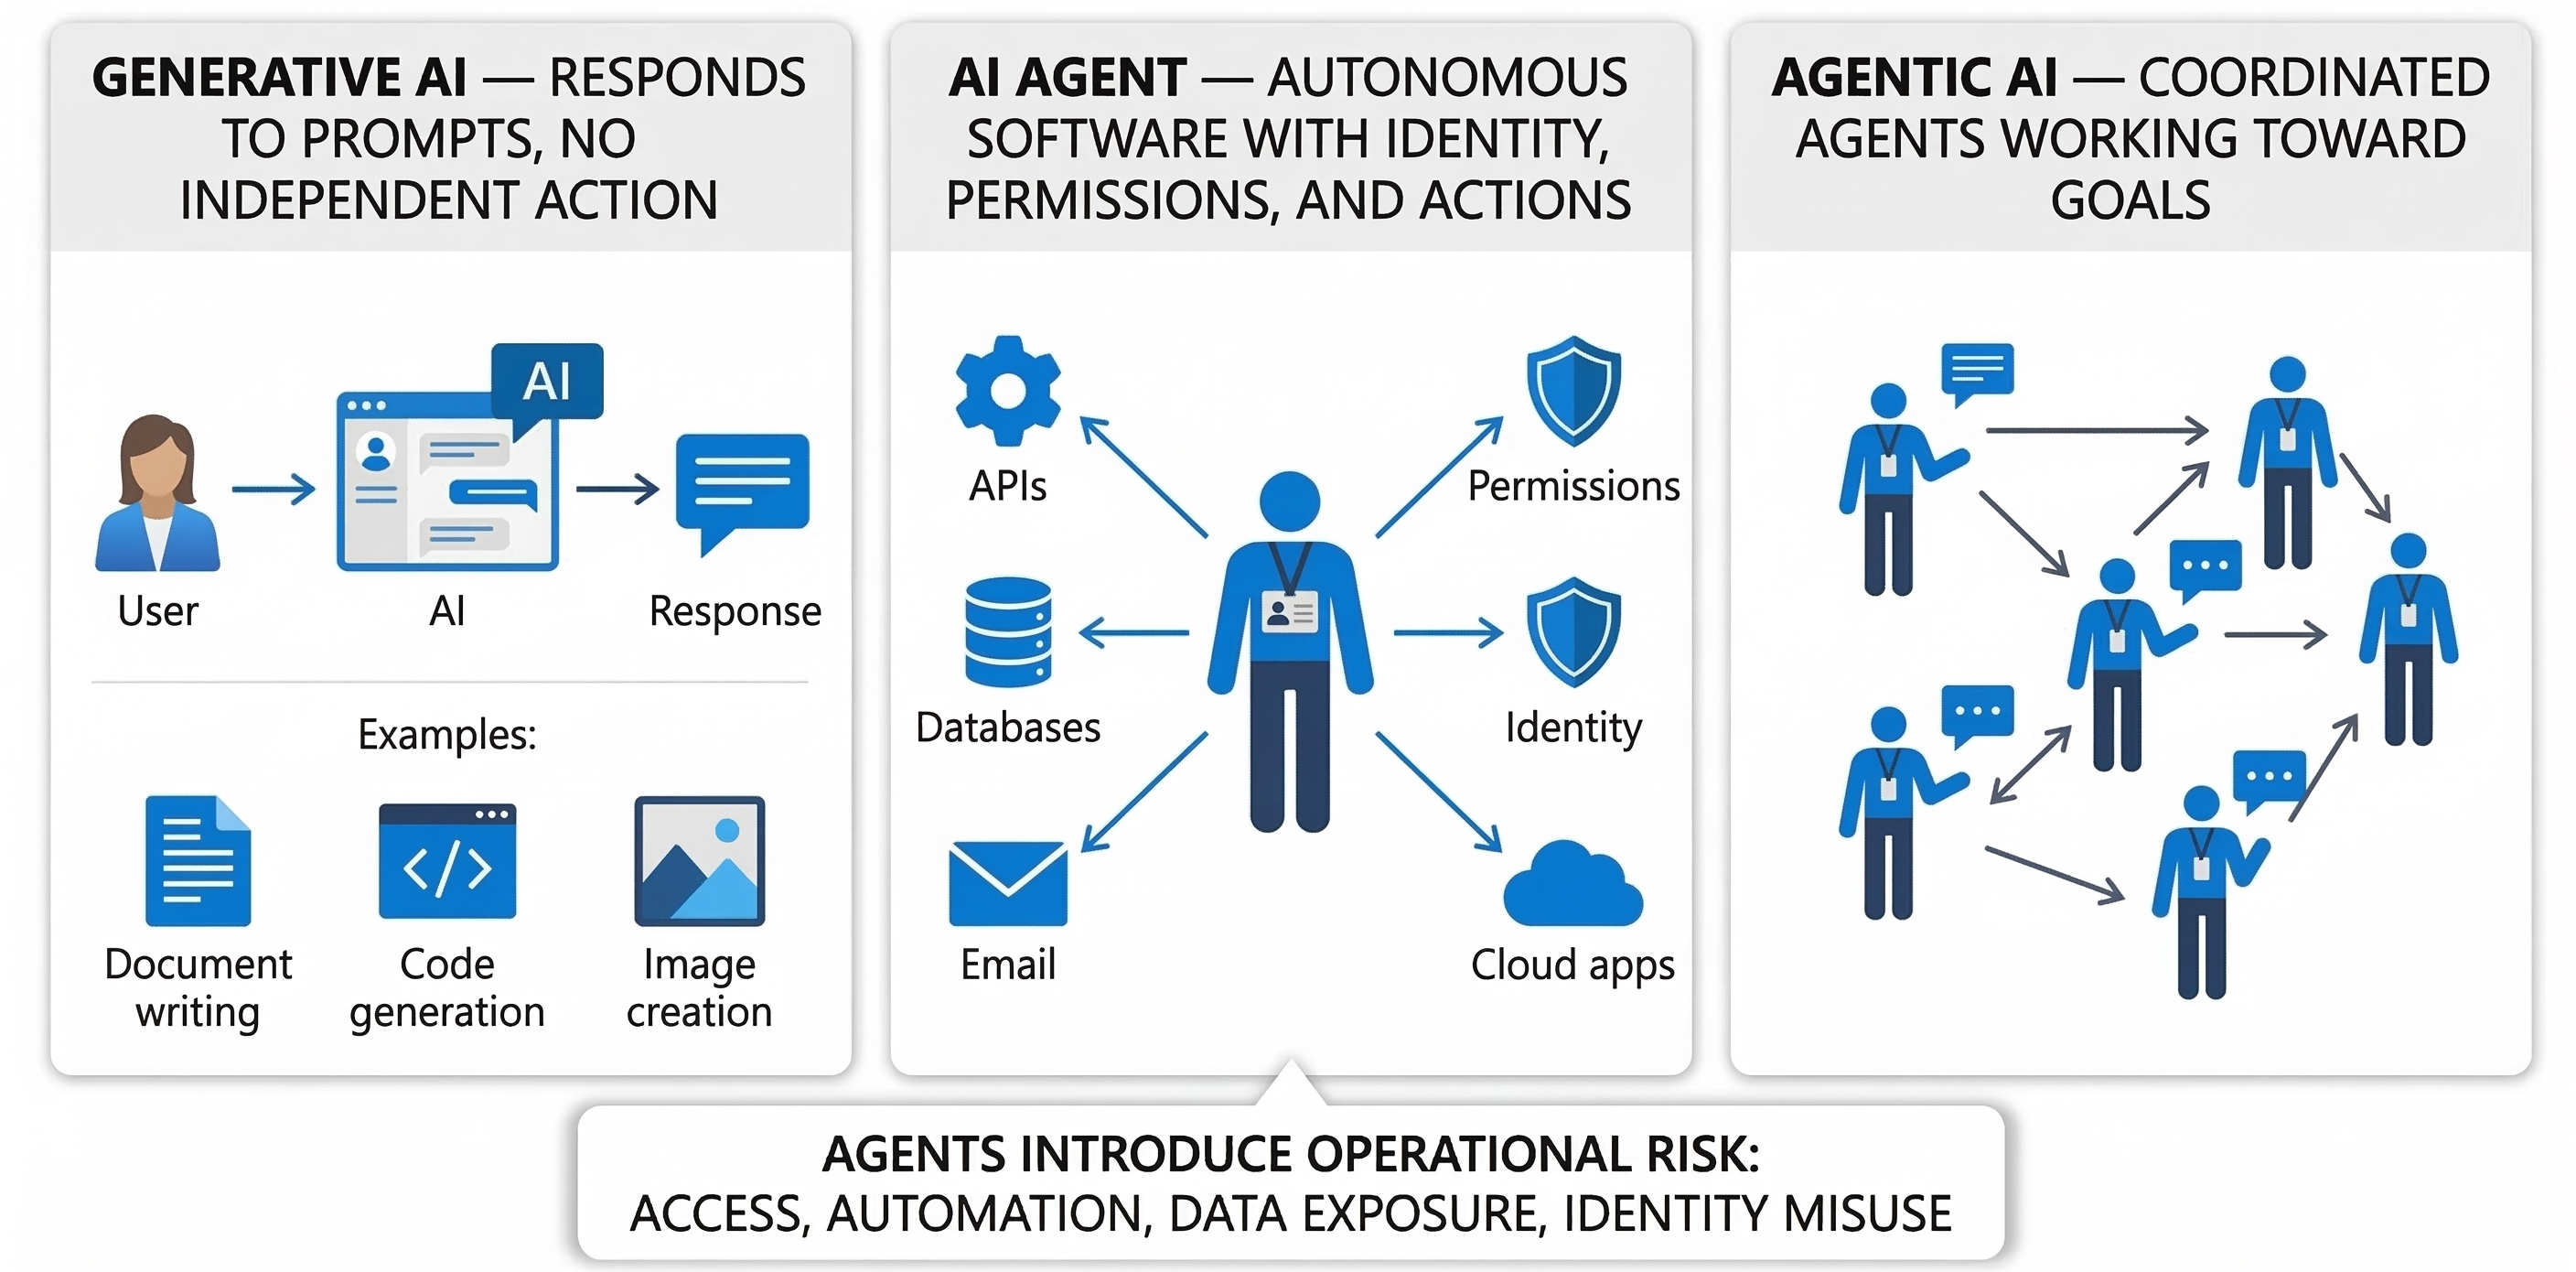 GENERATIVE AI — RESPONDS
TO PROMPTS, NO
INDEPENDENT ACTION
AI
User
AI
Response
Examples:
Document
writing
Code
generation
Image
creation
AI AGENT — AUTONOMOUS
SOFTWARE WITH IDENTITY,
PERMISSIONS, AND ACTIONS
APIs
Permissions
Databases
Identity
Email
Cloud apps
AGENTIC AI — COORDINATED
AGENTS WORKING TOWARD
GOALS
AGENTS INTRODUCE OPERATIONAL RISK:
ACCESS, AUTOMATION, DATA EXPOSURE, IDENTITY MISUSE